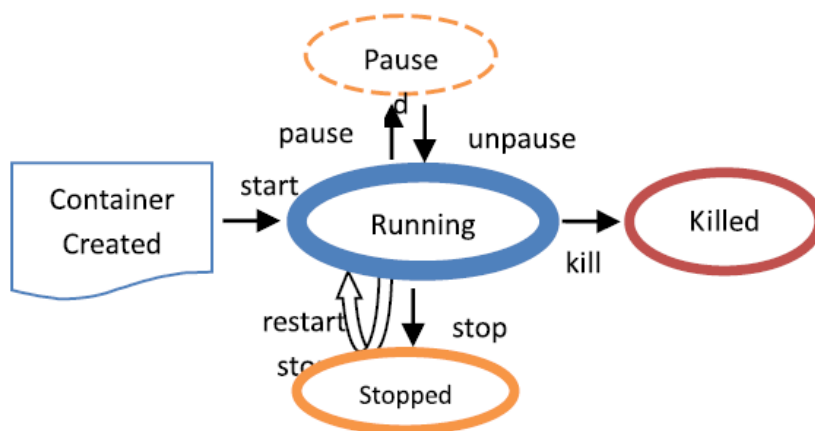 Pause
d
pause
unpause
start
Container
Created
Running
Killed
kill
restart
stop
Stopped